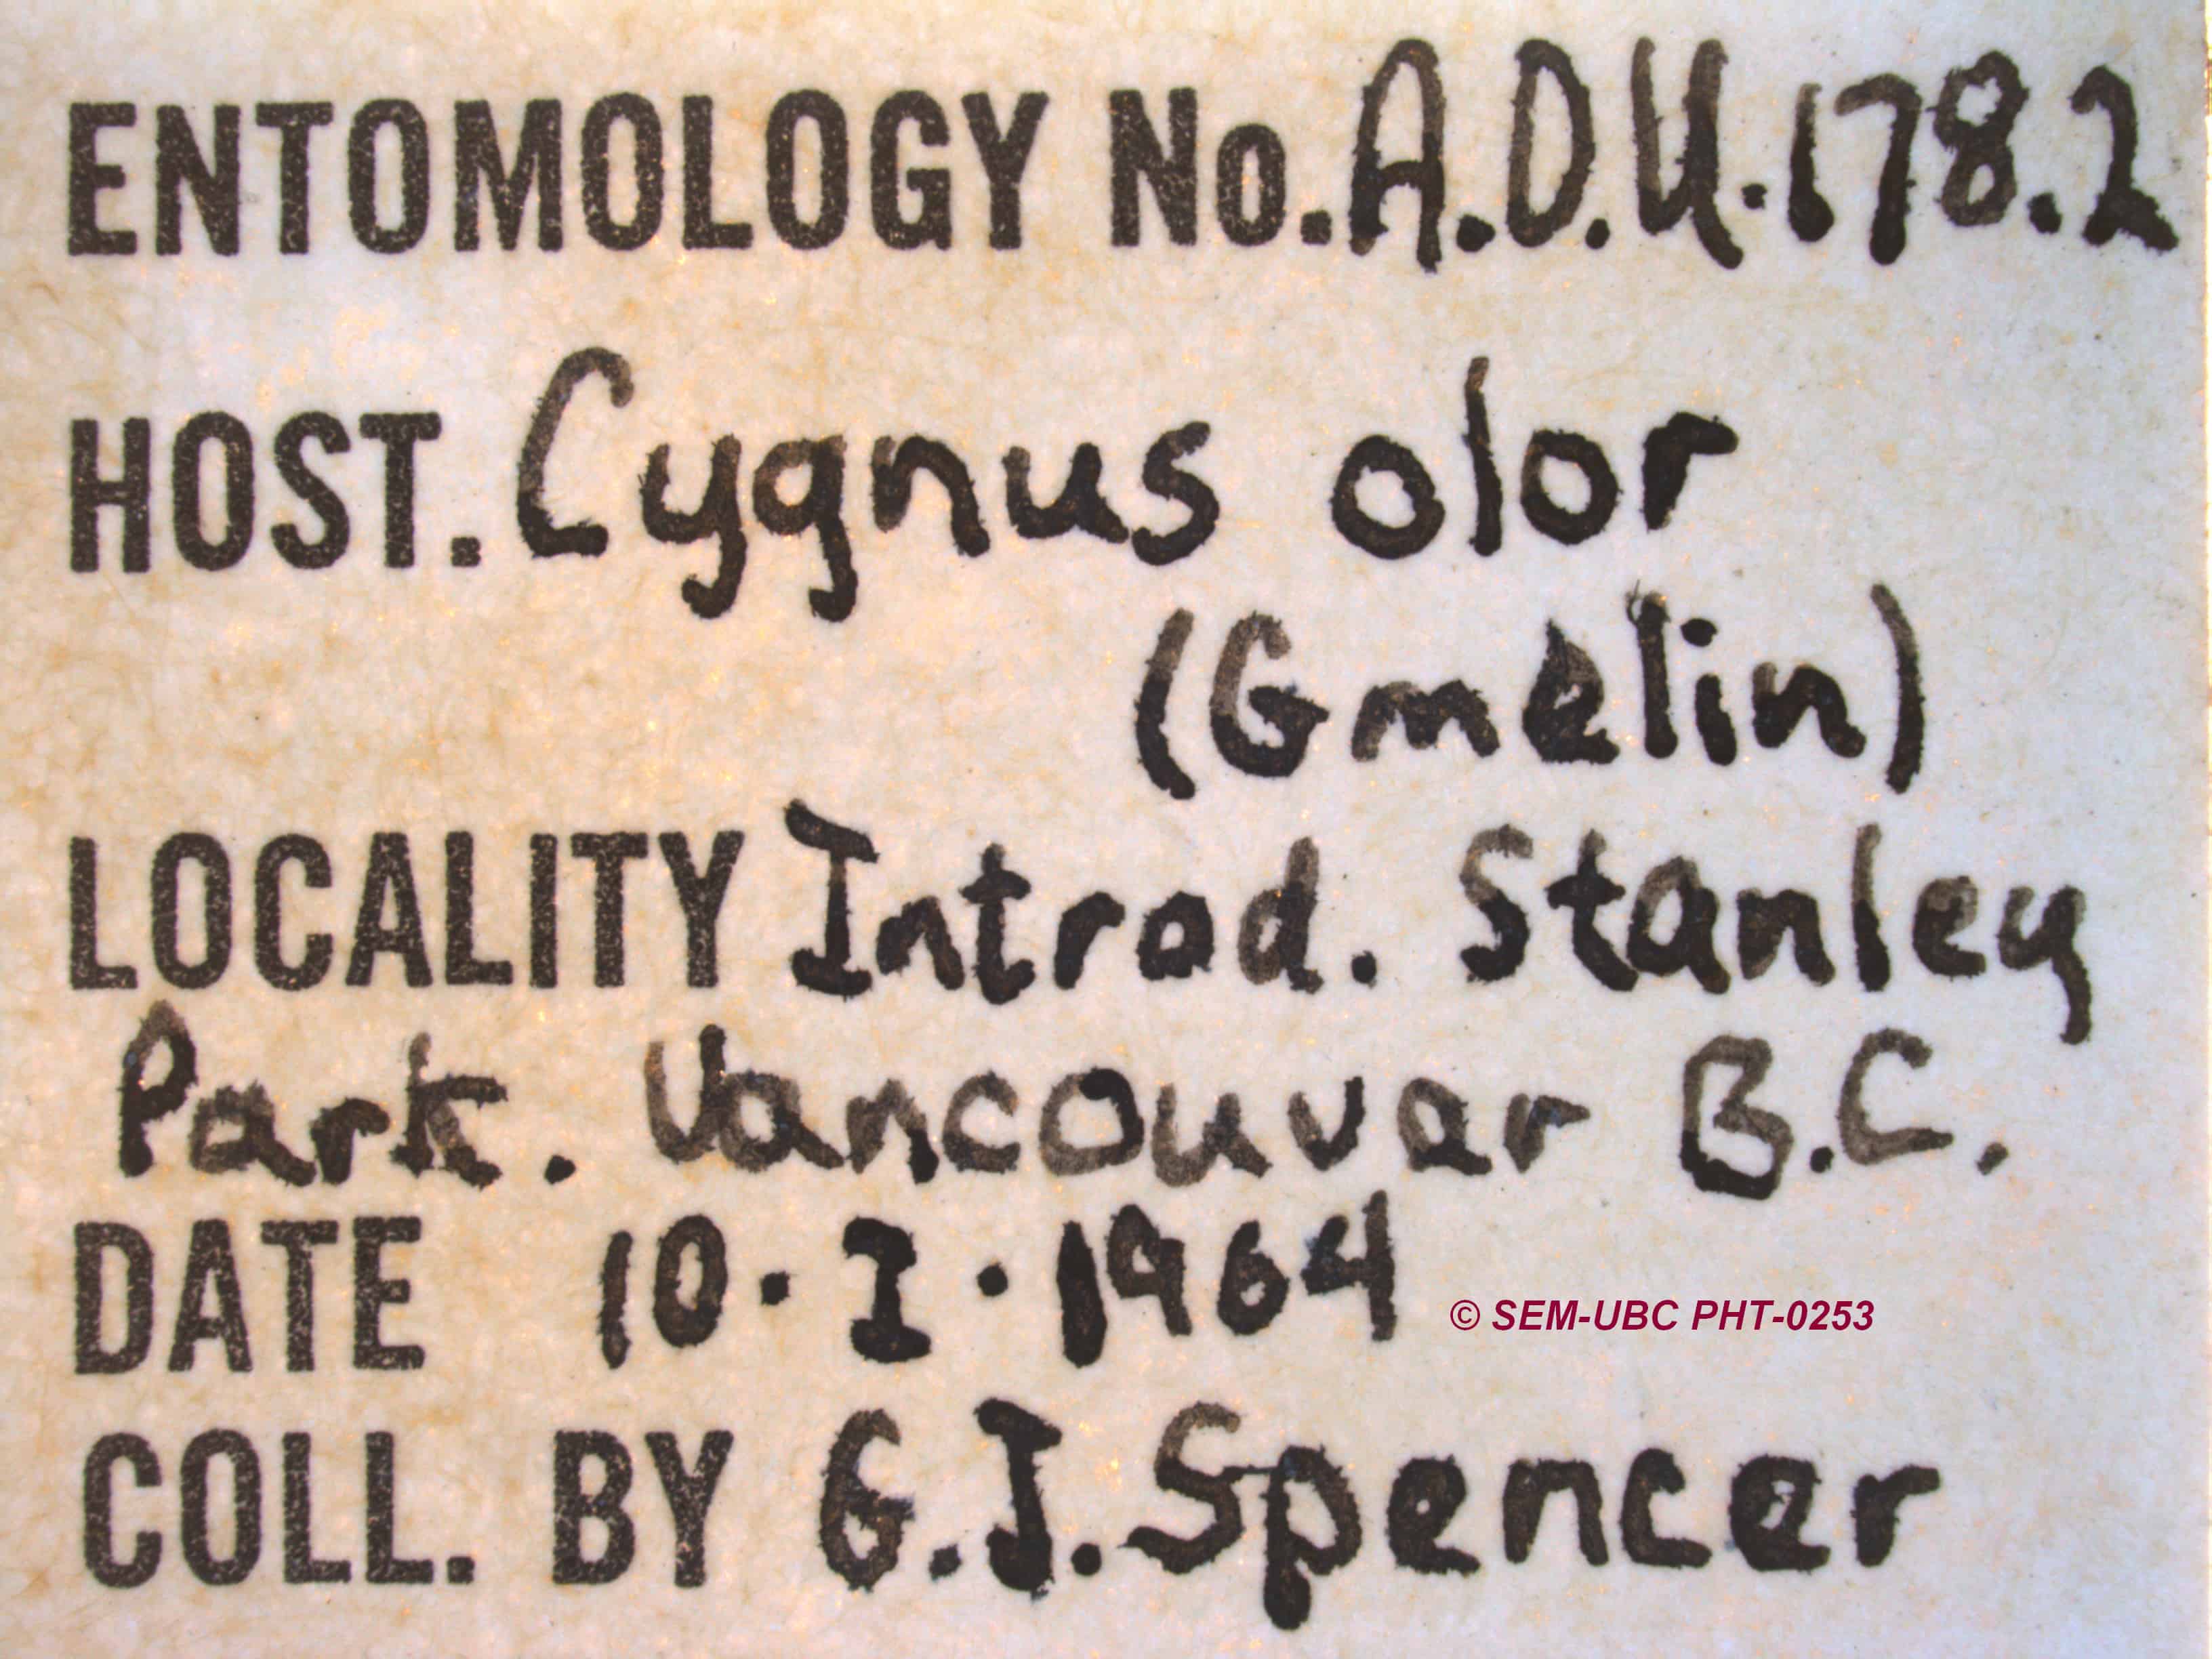 ENTOMOLOGY No. A.D.U.178.2
HOST. Cygnus olor
(Gmelin)
LOCALITY Introd. Stanley
Park. Vancouver B.C.
DATE 10.I.1964
© SEM-UBC PHT-0253
COLL. BY G.J.Spencer